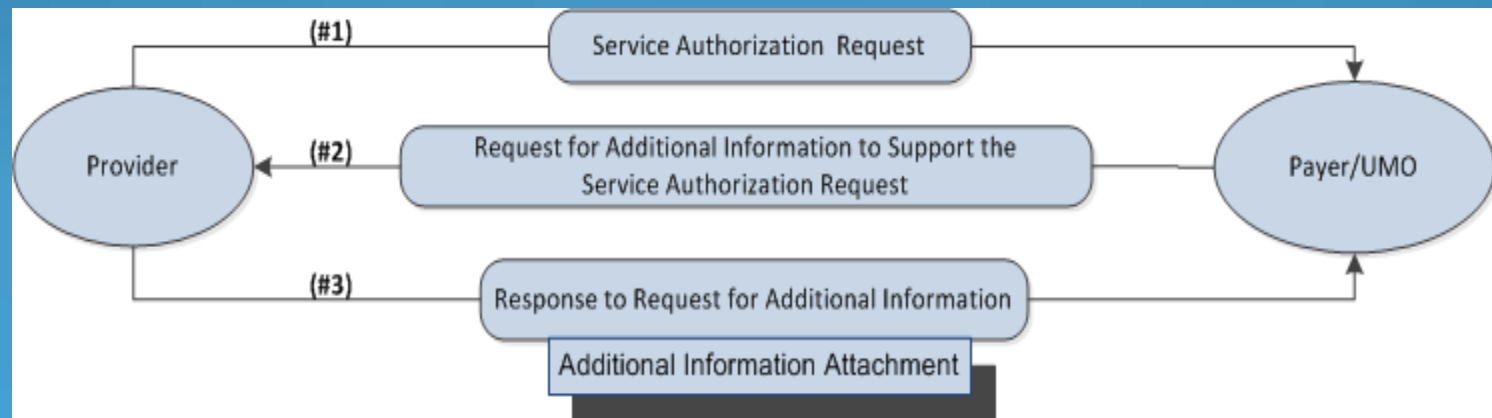 (#1)
Service Authorization Request
Provider
(#2)
Request for Additional Information to Support the
Service Authorization Request
Payer/UMO
(#3)
Response to Request for Additional Information
Additional Information Attachment